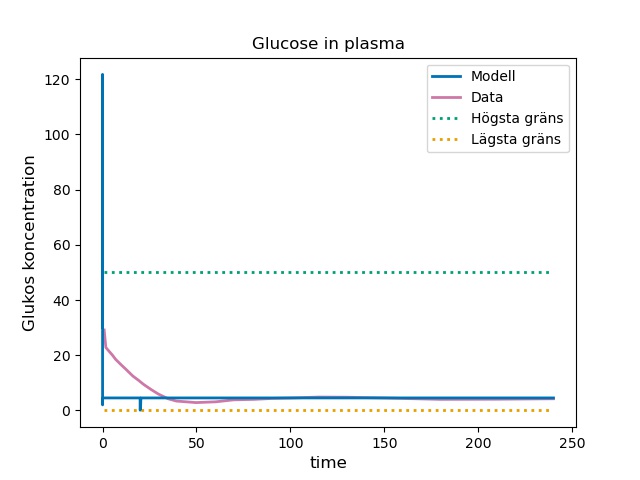 Glucose in plasma
Modell
Data
Högsta gräns
Lägsta gräns
120
100
80
60
40
20
0
Glukos koncentration
0
50
100
150
200
250
time